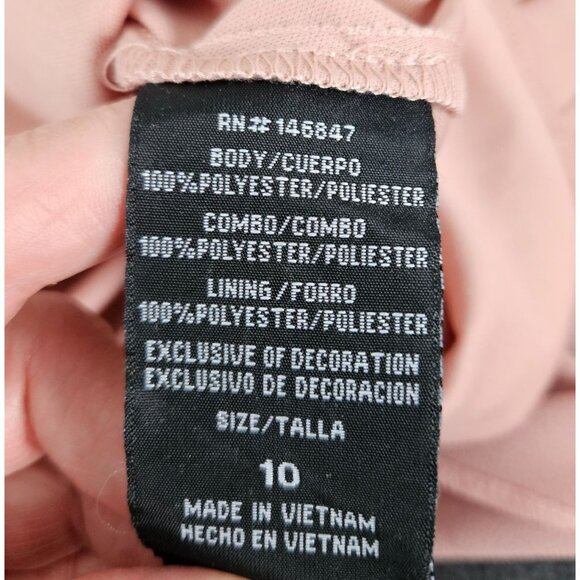 RN# 146847
BODY/CUERPO
100%POLYESTER/POLIESTER
COMBO/COMBO
100%POLYESTER/POLIESTER
LINING/FORRO
100%POLYESTER/POLIESTER
EXCLUSIVE OF DECORATION
EXCLUSIVO DE DECORACION
SIZE/TALLA
10
MADE IN VIETNAM
HECHO EN VIETNAM